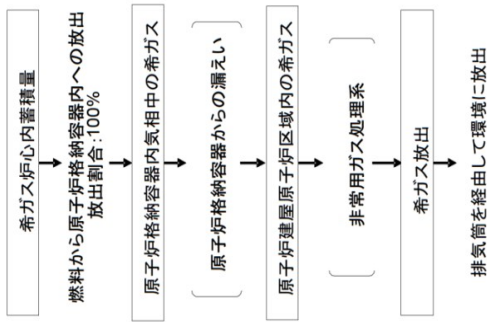 希ガス炉心内蓄積量
燃料から原子炉格納容器内への放出
放出割合:100%
原子炉格納容器内気相中の希ガス
原子炉格納容器からの漏えい
原子炉建屋原子炉区域内の希ガス
非常用ガス処理系
希ガス放出
排気筒を経由して環境に放出